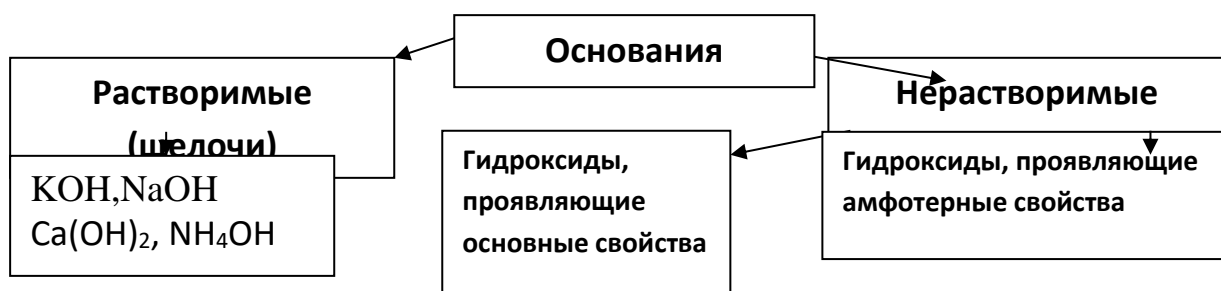 Основания
Растворимые
(щелочи)
KOH,NaOH
Ca(OH)₂, NH₄OH
Нерастворимые
Гидроксиды,
проявляющие
основные свойства
Гидроксиды, проявляющие
амфотерные свойства